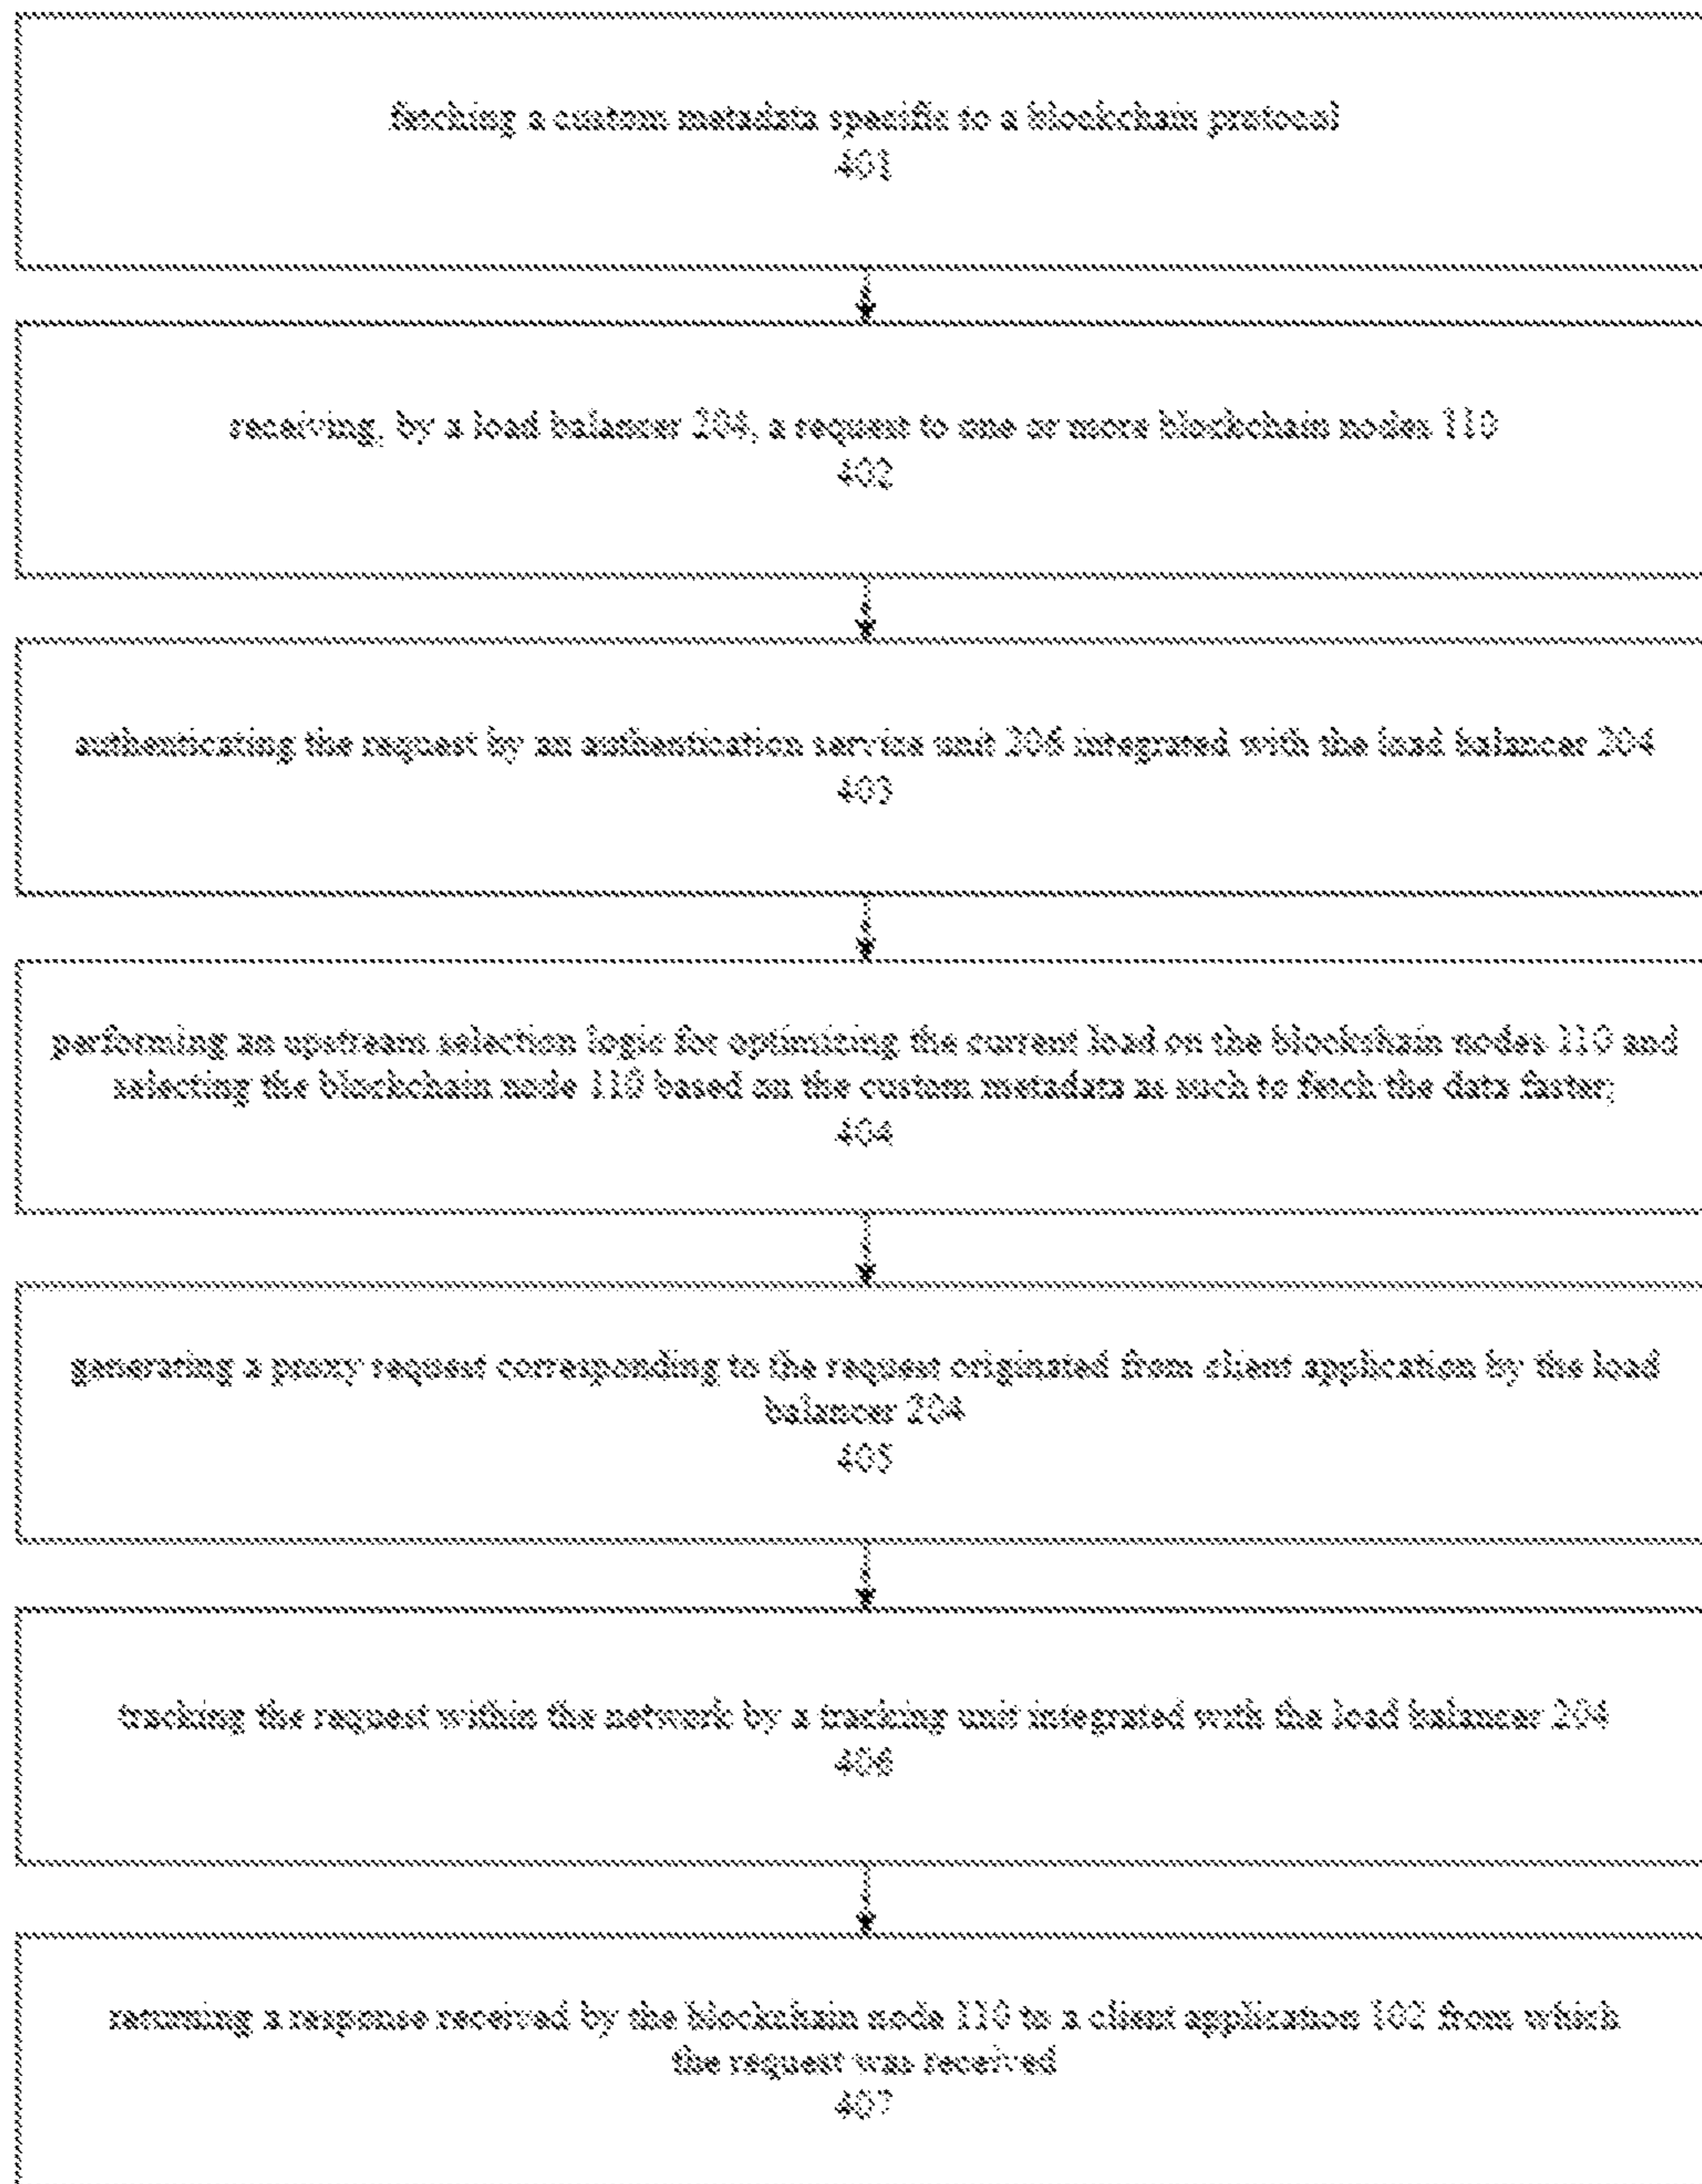 fetching a custom metadata specific to a blockchain protocol
401
receiving, by a load balancer 204, a request to one or more blockchain nodes 110
402
authenticating the request by an authentication service unit 206 integrated with the load balancer 204
403
performing an upstream selection logic for optimizing the current load on the blockchain nodes 110 and
selecting the blockchain node 110 based on the custom metadata as such to fetch the data faster;
404
generating a proxy request corresponding to the request originated from client application by the load
balancer 204
405
tracking the request within the network by a tracking unit integrated with the load balancer 204
406
returning a response received by the blockchain node 110 to a client application 102 from which
the request was received
407